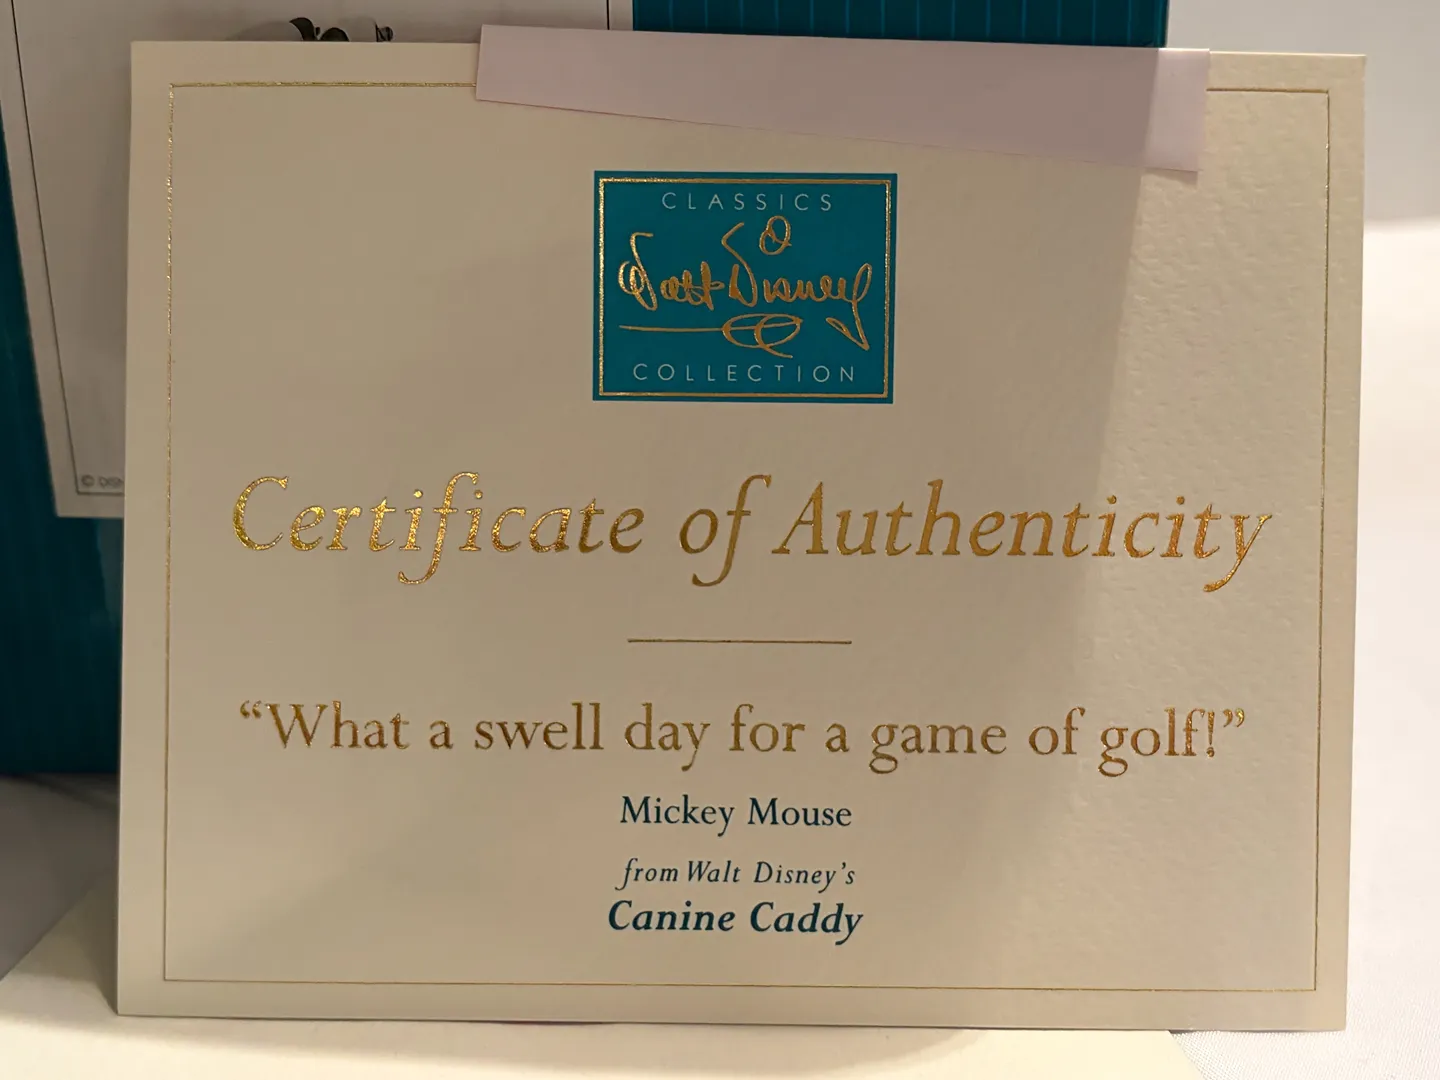 CLASSICS
Walt Disney
COLLECTION
Certificate of Authenticity
“What a swell day for a game of golf!”
Mickey Mouse
from Walt Disney’s
Canine Caddy
©